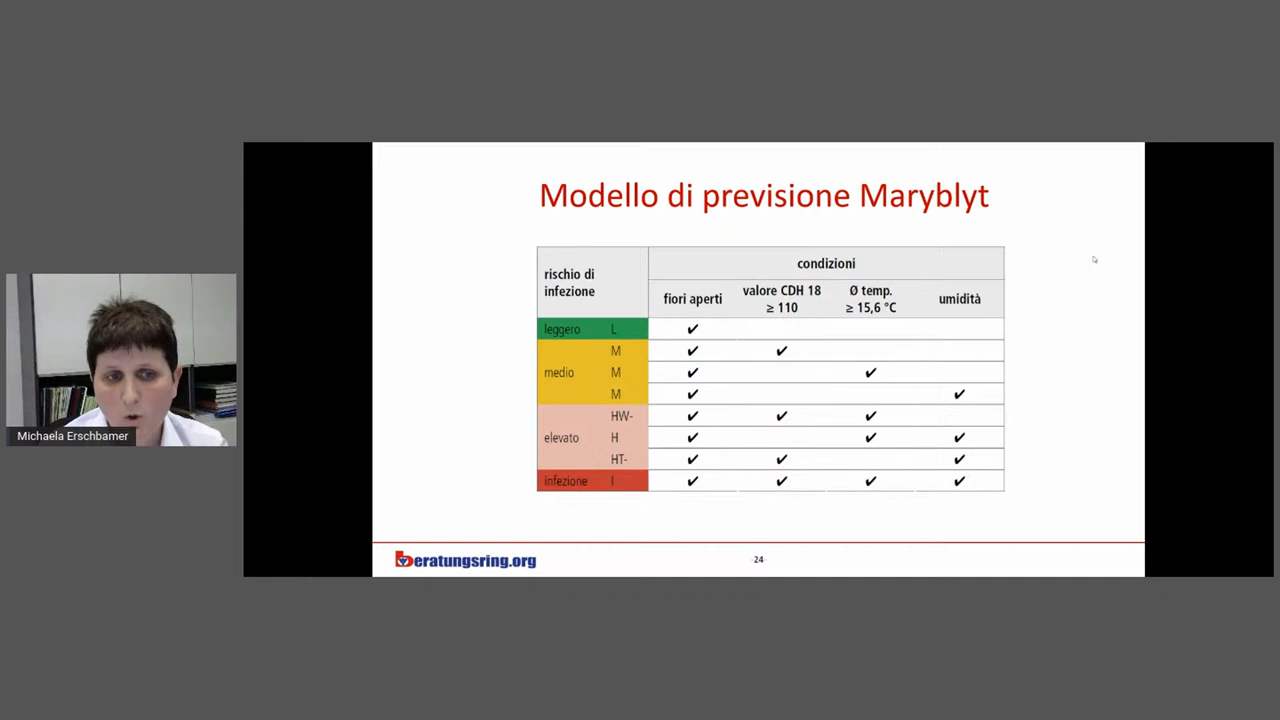 Modello di previsione Maryblyt
rischio di infezione
condizioni
fiori aperti
valore CDH 18 ≥ 110
Ø temp. ≥ 15,6 °C
umidità
leggero L ✔
M ✔ ✔
medio M ✔ ✔
M ✔ ✔
HW- ✔ ✔ ✔
elevato H ✔ ✔ ✔
HT- ✔ ✔ ✔
infezione I ✔ ✔ ✔ ✔
Michaela Erschbamer
beratungsring.org
24